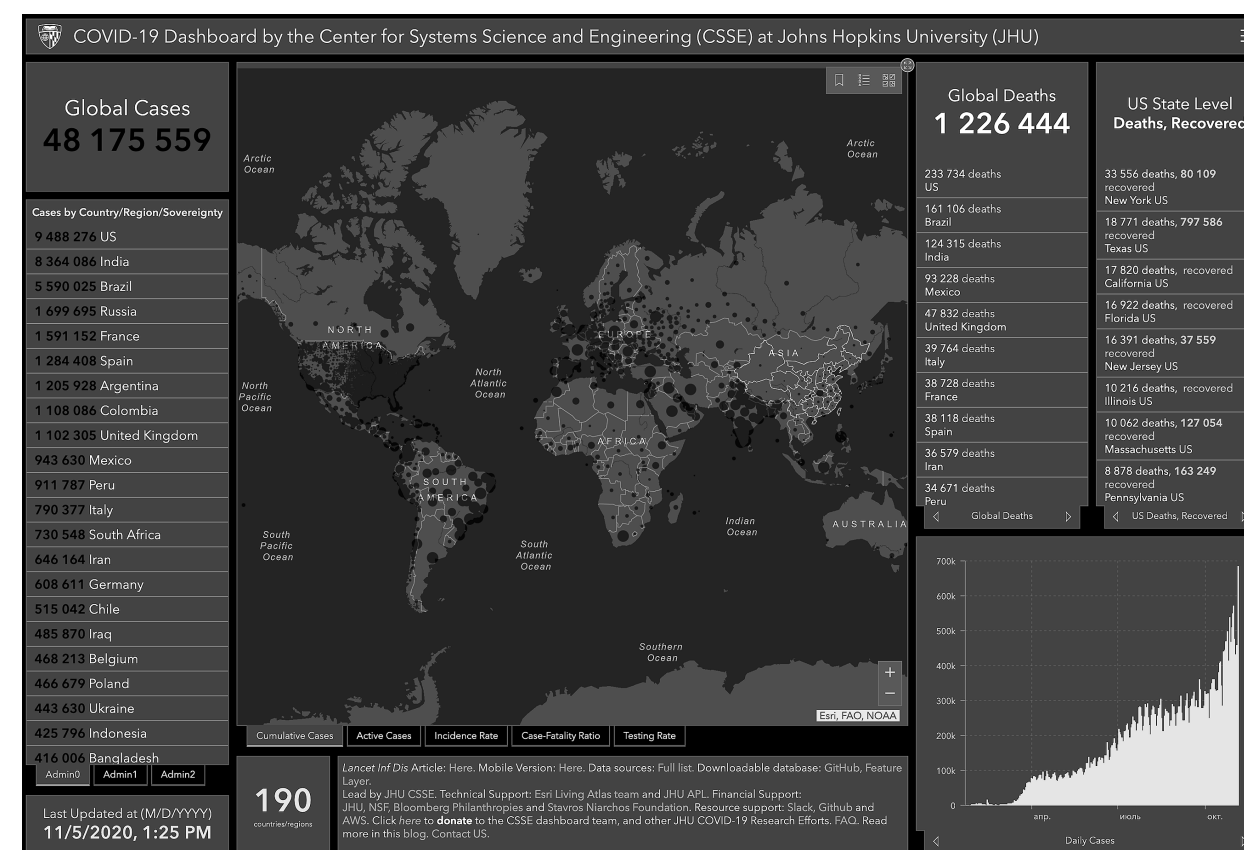 COVID-19 Dashboard by the Center for Systems Science and Engineering (CSSE) at Johns Hopkins University (JHU)
Global Cases
48 175 559
Cases by Country/Region/Sovereignty
9 488 276 US
8 364 086 India
5 590 025 Brazil
1 699 695 Russia
1 591 152 France
1 284 408 Spain
1 205 928 Argentina
1 108 086 Colombia
1 102 305 United Kingdom
943 630 Mexico
911 787 Peru
790 377 Italy
730 548 South Africa
646 164 Iran
608 611 Germany
515 042 Chile
485 870 Iraq
468 213 Belgium
466 679 Poland
443 630 Ukraine
425 796 Indonesia
416 006 Bangladesh
Admin0
Admin1
Admin2
Last Updated at (M/D/YYYY)
11/5/2020, 1:25 PM
Arctic
Ocean
Arctic
Ocean
NORTH
AMERICA
EUROPE
ASIA
North
Pacific
Ocean
North
Atlantic
Ocean
AFRICA
SOUTH
AMERICA
Indian
Ocean
AUSTRALIA
South
Pacific
Ocean
South
Atlantic
Ocean
Southern
Ocean
+
−
Esri, FAO, NOAA
Cumulative Cases
Active Cases
Incidence Rate
Case-Fatality Ratio
Testing Rate
190
countries/regions
Lancet Inf Dis Article: Here. Mobile Version: Here. Data sources: Full list. Downloadable database: GitHub, Feature
Layer.
Lead by JHU CSSE. Technical Support: Esri Living Atlas team and JHU APL. Financial Support:
JHU, NSF, Bloomberg Philanthropies and Stavros Niarchos Foundation. Resource support: Slack, Github and
AWS. Click here to donate to the CSSE dashboard team, and other JHU COVID-19 Research Efforts. FAQ. Read
more in this blog. Contact US.
Global Deaths
1 226 444
233 734 deaths
US
161 106 deaths
Brazil
124 315 deaths
India
93 228 deaths
Mexico
47 832 deaths
United Kingdom
39 764 deaths
Italy
38 728 deaths
France
38 118 deaths
Spain
36 579 deaths
Iran
34 671 deaths
Peru
Global Deaths
US State Level
Deaths, Recovered
33 556 deaths, 80 109
recovered
New York US
18 771 deaths, 797 586
recovered
Texas US
17 820 deaths, recovered
California US
16 922 deaths, recovered
Florida US
16 391 deaths, 37 559
recovered
New Jersey US
10 216 deaths, recovered
Illinois US
10 062 deaths, 127 054
recovered
Massachusetts US
8 878 deaths, 163 249
recovered
Pennsylvania US
US Deaths, Recovered
700k
600k
500k
400k
300k
200k
100k
0
апр.
июль
окт.
Daily Cases